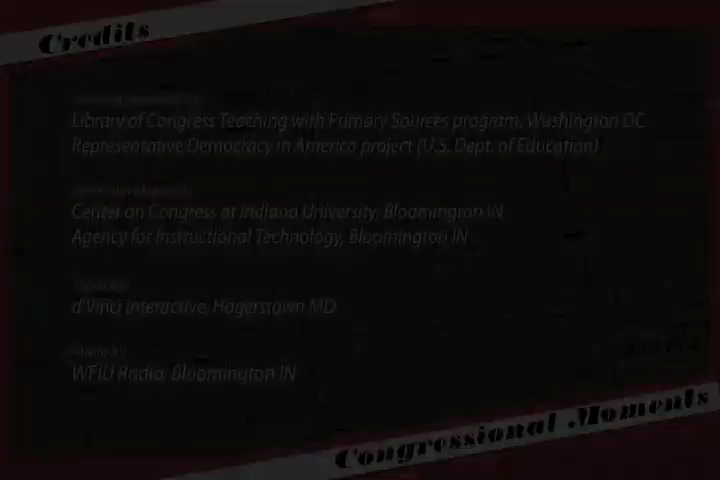 Credits
Library of Congress Teaching with Primary Sources program, Washington DC
Representative Democracy in America project (U.S. Dept. of Education)
Center on Congress at Indiana University, Bloomington IN
Agency for Instructional Technology, Bloomington IN
d'Vinci Interactive, Hagerstown MD
WFIU Radio, Bloomington IN
Congressional Moments